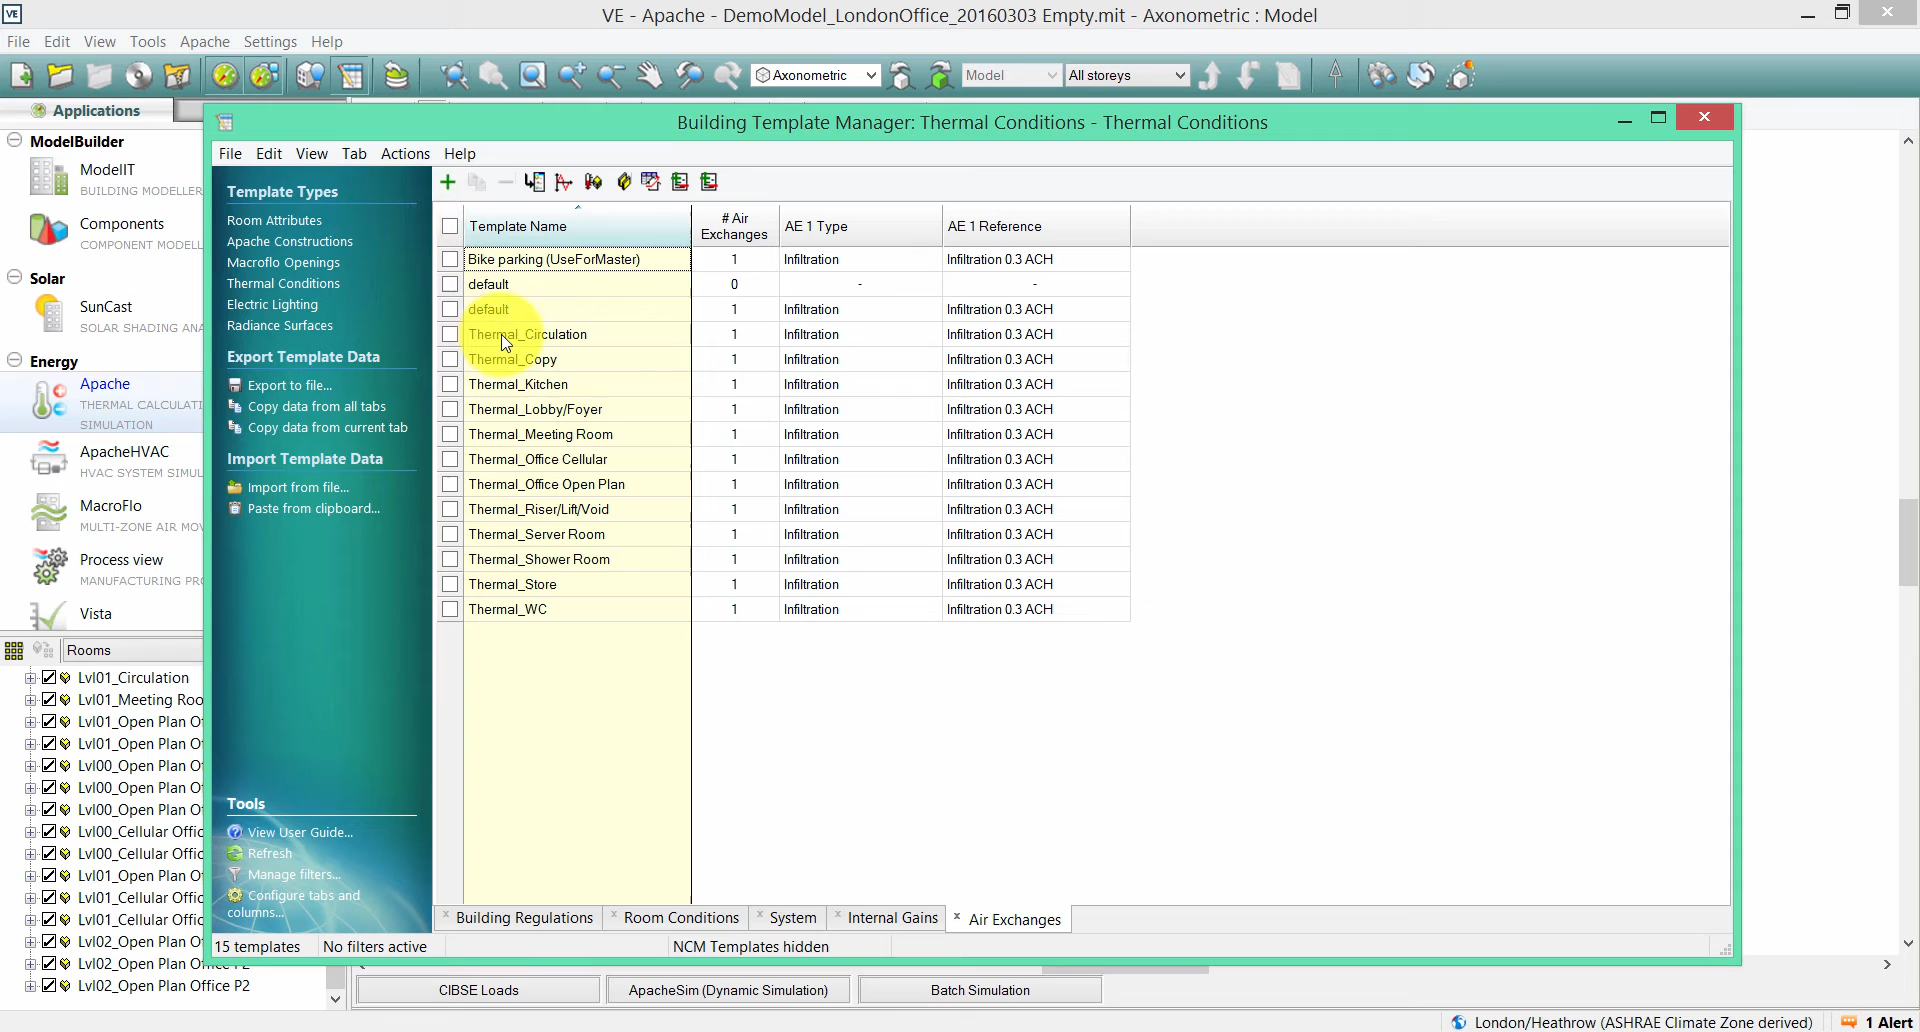 VE
VE - Apache - DemoModel_LondonOffice_20160303 Empty.mit - Axonometric : Model
File Edit View Tools Apache Settings Help
Axonometric Model All storeys
Applications
ModelBuilder
ModelIT
BUILDING MODELLER
Components
COMPONENT MODELL
Solar
SunCast
SOLAR SHADING ANA
Energy
Apache
THERMAL CALCULATI
SIMULATION
ApacheHVAC
HVAC SYSTEM SIMUL
MacroFlo
MULTI-ZONE AIR MOV
Process view
MANUFACTURING PRO
Vista
Rooms
Lvl01_Circulation
Lvl01_Meeting Roo
Lvl01_Open Plan Of
Lvl01_Open Plan Of
Lvl00_Open Plan Of
Lvl00_Open Plan Of
Lvl00_Open Plan Of
Lvl00_Cellular Offic
Lvl00_Cellular Offic
Lvl01_Open Plan Of
Lvl01_Cellular Offic
Lvl01_Cellular Offic
Lvl02_Open Plan Of
Lvl02_Open Plan Office P2
Lvl02_Open Plan Office P2
Building Template Manager: Thermal Conditions - Thermal Conditions
File Edit View Tab Actions Help
Template Types
Room Attributes
Apache Constructions
Macroflo Openings
Thermal Conditions
Electric Lighting
Radiance Surfaces
Export Template Data
Export to file...
Copy data from all tabs
Copy data from current tab
Import Template Data
Import from file...
Paste from clipboard...
Tools
View User Guide...
Refresh
Manage filters...
Configure tabs and
columns...
Template Name # Air Exchanges AE 1 Type AE 1 Reference
Bike parking (UseForMaster) 1 Infiltration Infiltration 0.3 ACH
default 0 - -
default 1 Infiltration Infiltration 0.3 ACH
Thermal_Circulation 1 Infiltration Infiltration 0.3 ACH
Thermal_Copy 1 Infiltration Infiltration 0.3 ACH
Thermal_Kitchen 1 Infiltration Infiltration 0.3 ACH
Thermal_Lobby/Foyer 1 Infiltration Infiltration 0.3 ACH
Thermal_Meeting Room 1 Infiltration Infiltration 0.3 ACH
Thermal_Office Cellular 1 Infiltration Infiltration 0.3 ACH
Thermal_Office Open Plan 1 Infiltration Infiltration 0.3 ACH
Thermal_Riser/Lift/Void 1 Infiltration Infiltration 0.3 ACH
Thermal_Server Room 1 Infiltration Infiltration 0.3 ACH
Thermal_Shower Room 1 Infiltration Infiltration 0.3 ACH
Thermal_Store 1 Infiltration Infiltration 0.3 ACH
Thermal_WC 1 Infiltration Infiltration 0.3 ACH
Building Regulations Room Conditions System Internal Gains Air Exchanges
15 templates No filters active NCM Templates hidden
CIBSE Loads ApacheSim (Dynamic Simulation) Batch Simulation
London/Heathrow (ASHRAE Climate Zone derived) 1 Alert